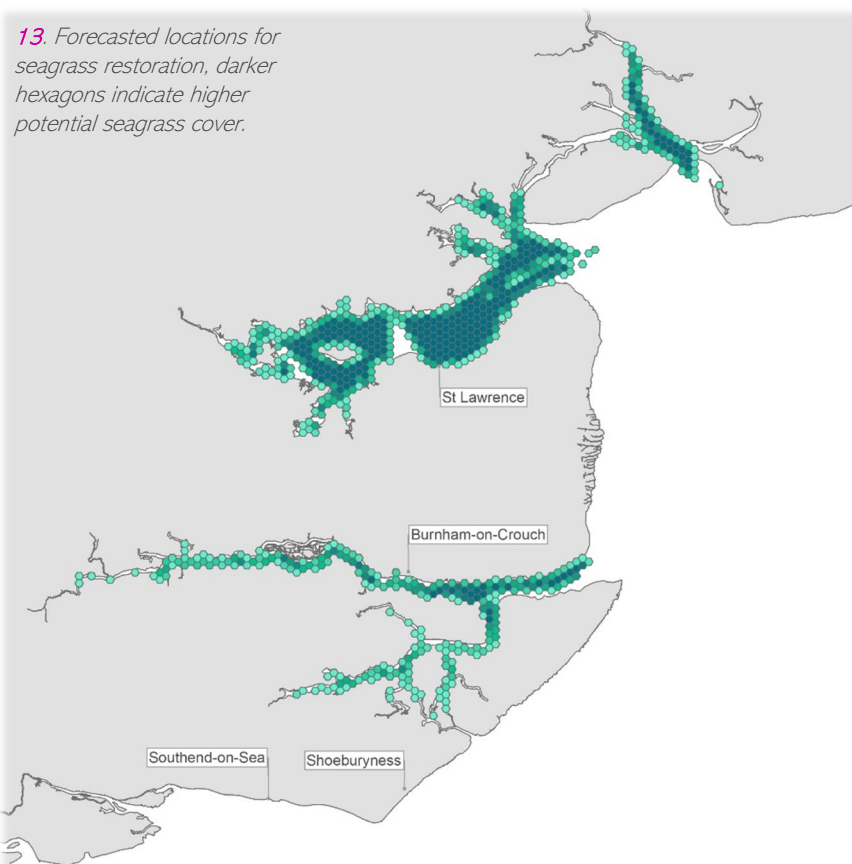 13. Forecasted locations for
seagrass restoration, darker
hexagons indicate higher
potential seagrass cover.
St Lawrence
Burnham-on-Crouch
Southend-on-Sea
Shoeburyness